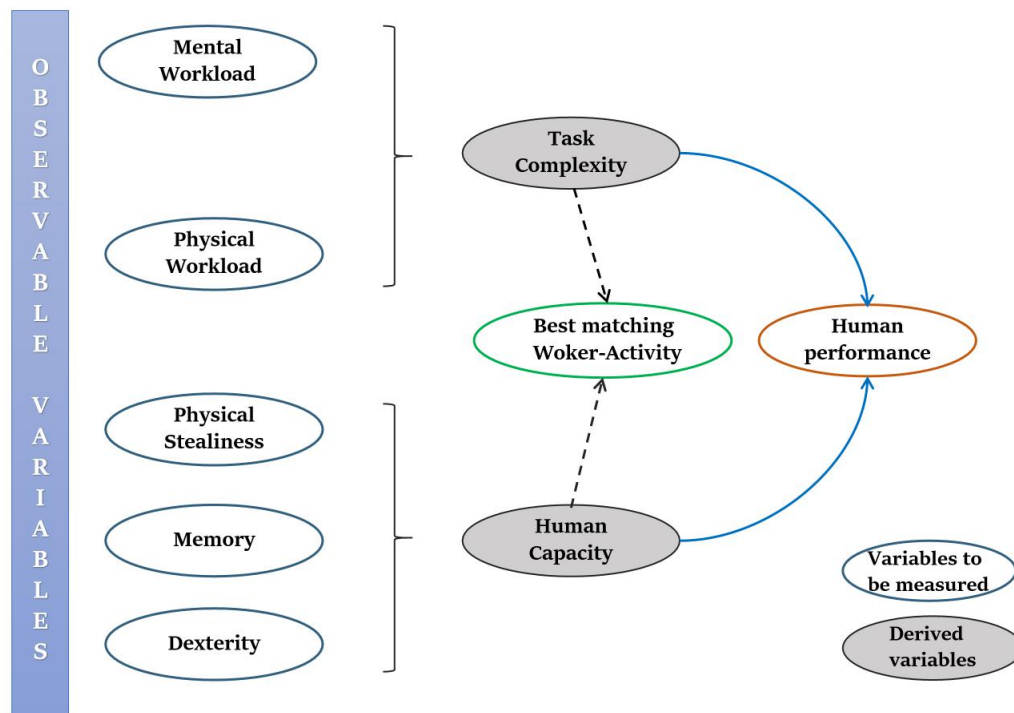 OBSERVABLE VARIABLES
Mental
Workload
Physical
Workload
Physical
Stealiness
Memory
Dexterity
Task
Complexity
Best matching
Woker-Activity
Human
Capacity
Human
performance
Variables to
be measured
Derived
variables